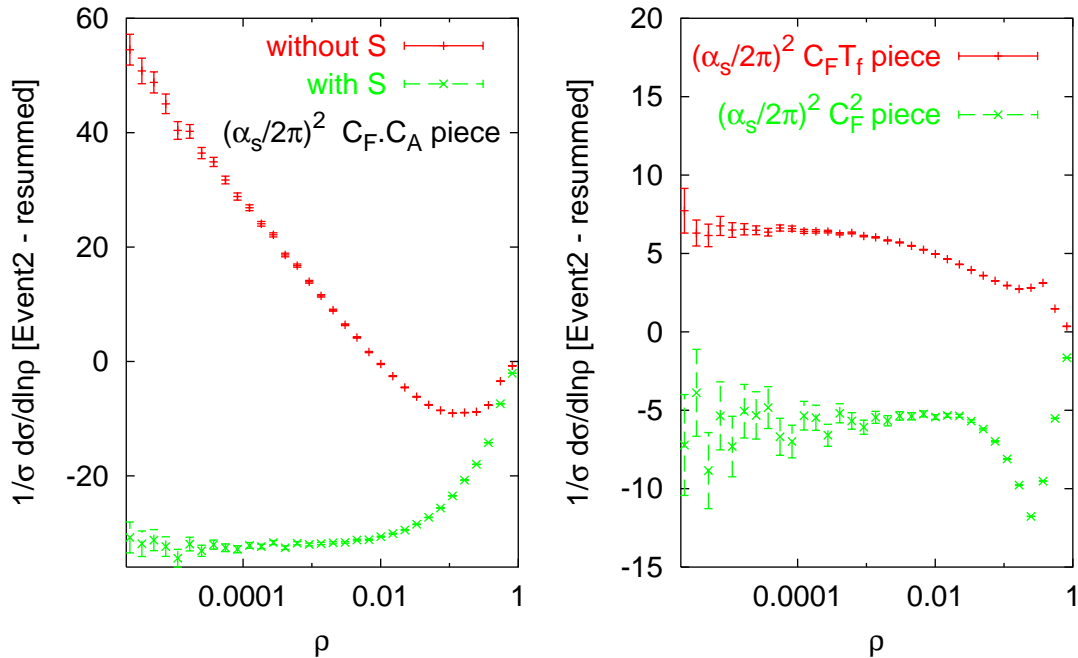 1/σ dσ/dlnρ [Event2 - resummed]
60
40
20
0
-20
without S
with S
(αs/2π)² CF.CA piece
0.0001
0.01
1
ρ
1/σ dσ/dlnρ [Event2 - resummed]
20
15
10
5
0
-5
-10
-15
(αs/2π)² CFTf piece
(αs/2π)² CF² piece
0.0001
0.01
1
ρ